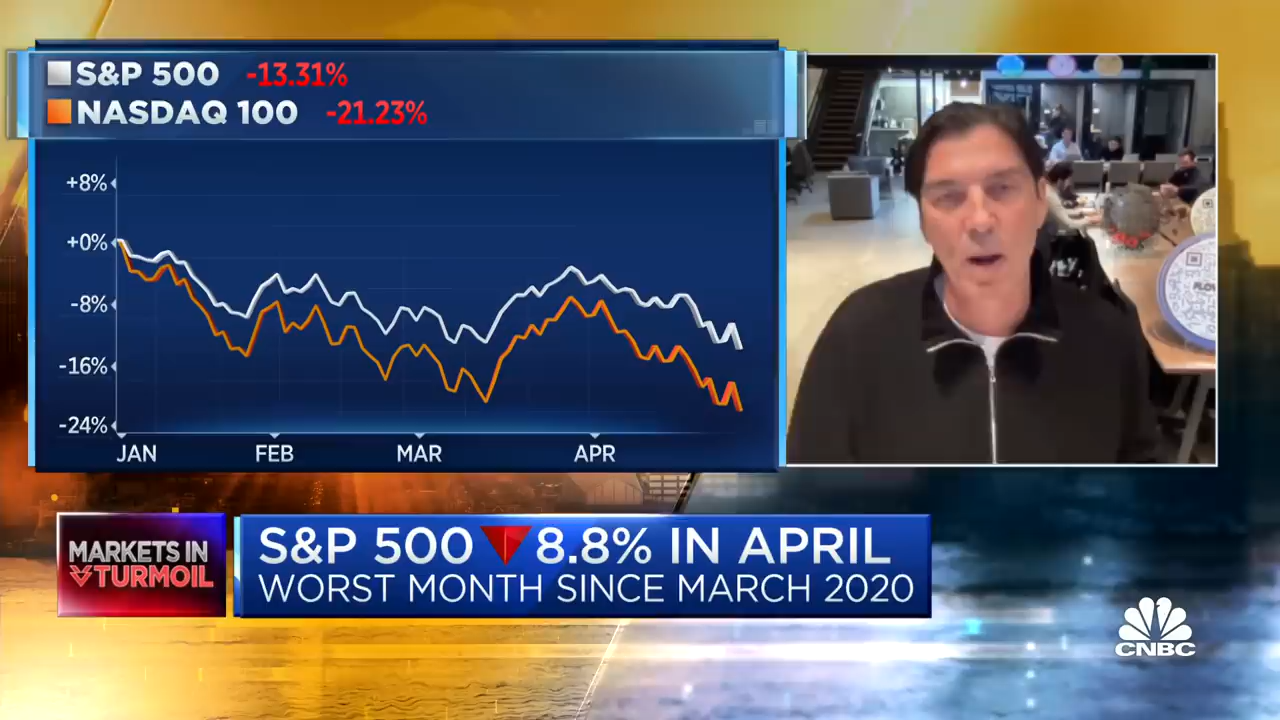 S&P 500 -13.31%
NASDAQ 100 -21.23%
+8%
+0%
-8%
-16%
-24%
JAN FEB MAR APR
MARKETS IN
TURMOIL
S&P 500 8.8% IN APRIL
WORST MONTH SINCE MARCH 2020
CNBC